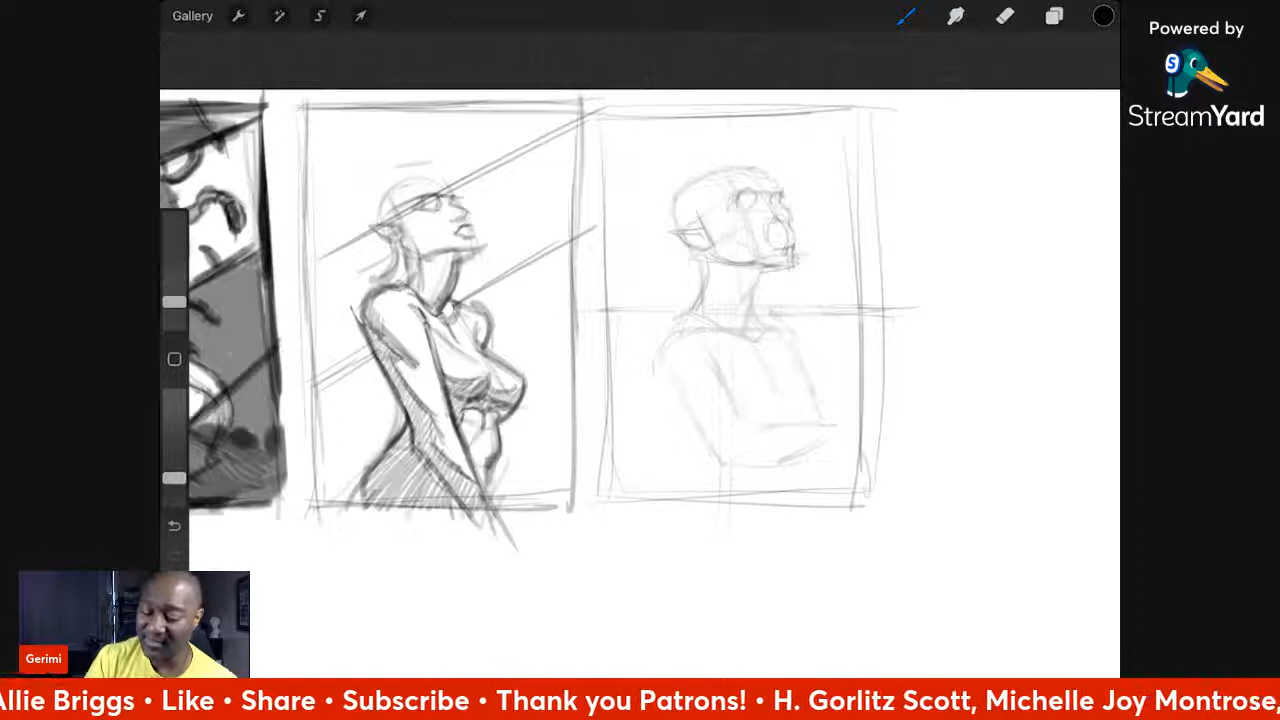 Gallery
Powered by
S
StreamYard
Gerimi
Allie Briggs • Like • Share • Subscribe • Thank you Patrons! • H. Gorlitz Scott, Michelle Joy Montrose,